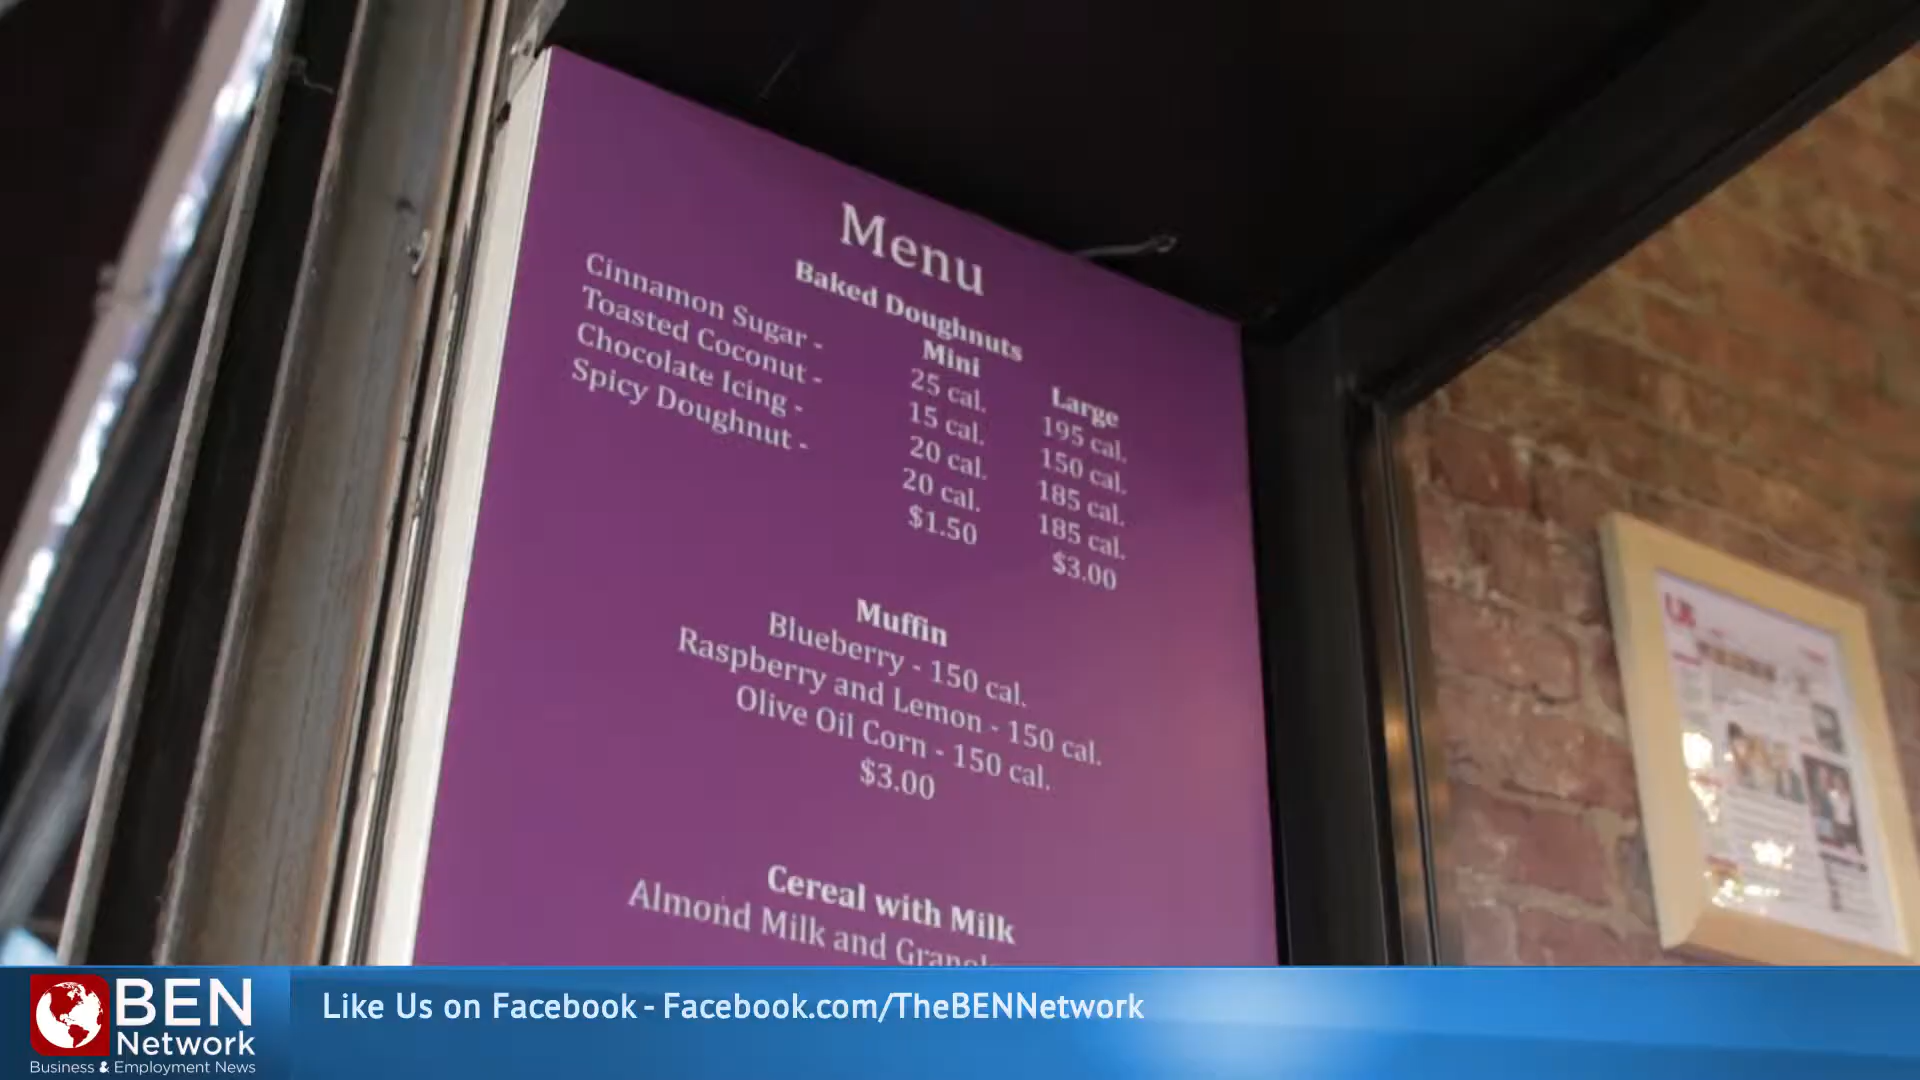 Menu
Baked Doughnuts
Mini Large
Cinnamon Sugar - 25 cal. 195 cal.
Toasted Coconut - 15 cal. 150 cal.
Chocolate Icing - 20 cal. 185 cal.
Spicy Doughnut - 20 cal. 185 cal.
$1.50 $3.00
Muffin
Blueberry - 150 cal.
Raspberry and Lemon - 150 cal.
Olive Oil Corn - 150 cal.
$3.00
Cereal with Milk
Almond Milk and
BEN
Network
Business & Employment News
Like Us on Facebook - Facebook.com/TheBENNetwork